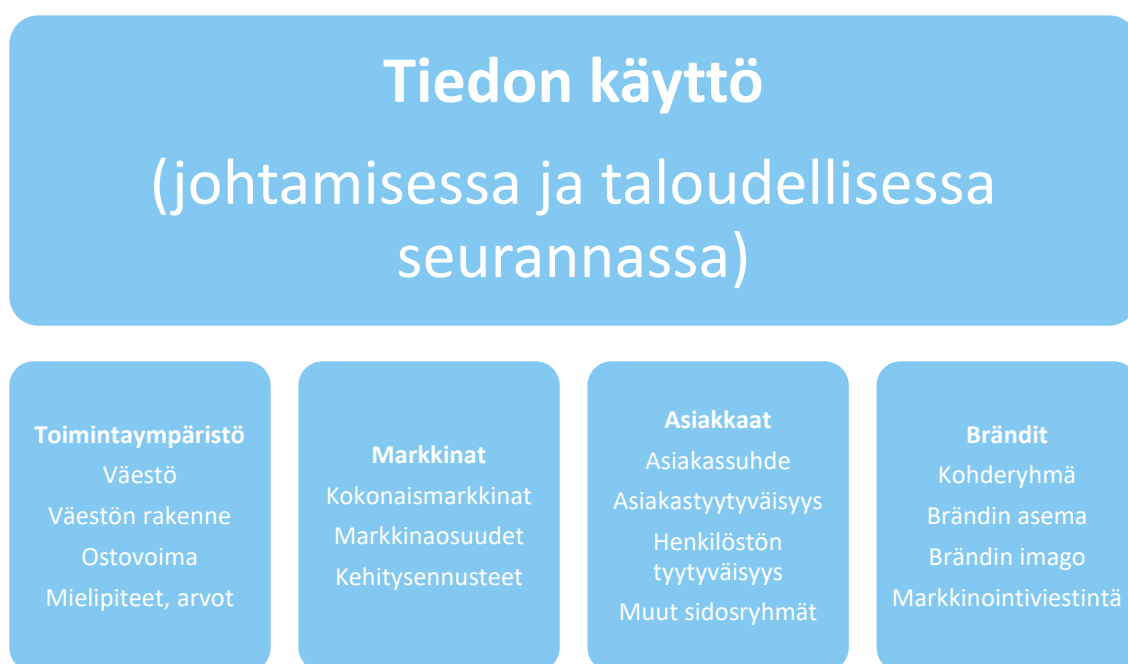 Tiedon käyttö
(johtamisessa ja taloudellisessa
seurannassa)
Toimintaympäristö
Väestö
Väestön rakenne
Ostovoima
Mielipiteet, arvot
Markkinat
Kokonaismarkkinat
Markkinaosuudet
Kehitysennusteet
Asiakkaat
Asiakassuhde
Asiakastyytyväisyys
Henkilöstön
tyytyväisyys
Muut sidosryhmät
Brändit
Kohderyhmä
Brändin asema
Brändin imago
Markkinointiviestintä